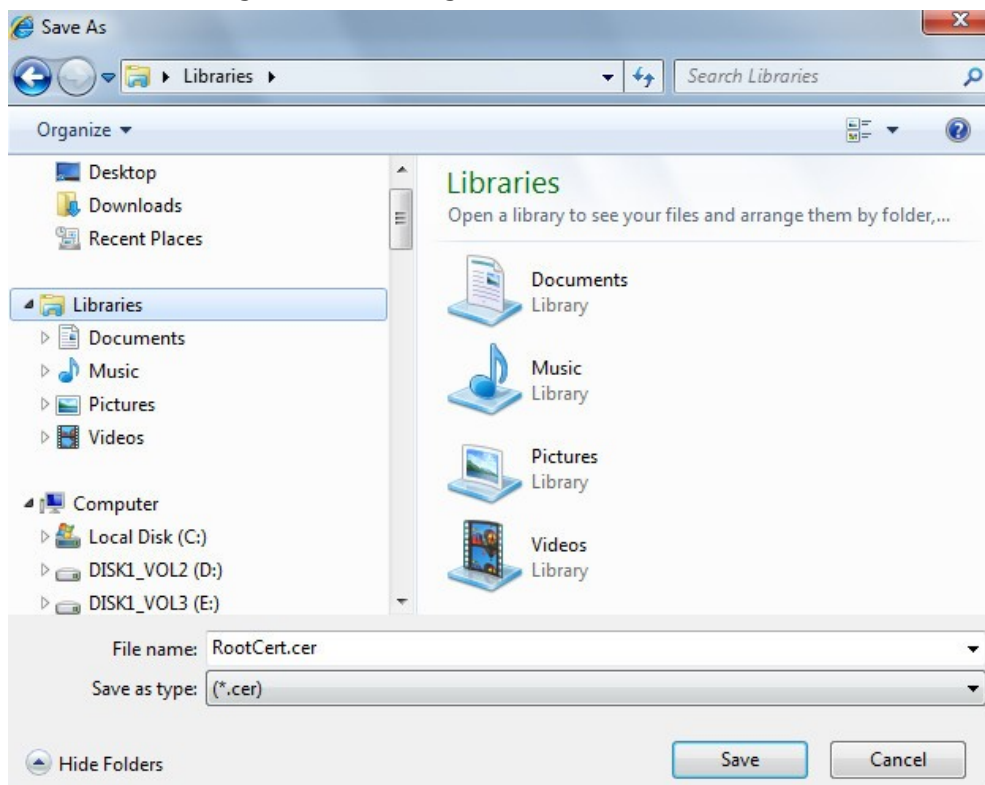 Save As
Libraries
Search Libraries
Organize
Desktop
Downloads
Recent Places
Libraries
Documents
Music
Pictures
Videos
Computer
Local Disk (C:)
DISK1_VOL2 (D:)
DISK1_VOL3 (E:)
Libraries
Open a library to see your files and arrange them by folder,...
Documents
Library
Music
Library
Pictures
Library
Videos
Library
File name: RootCert.cer
Save as type: (*.cer)
Hide Folders
Save
Cancel